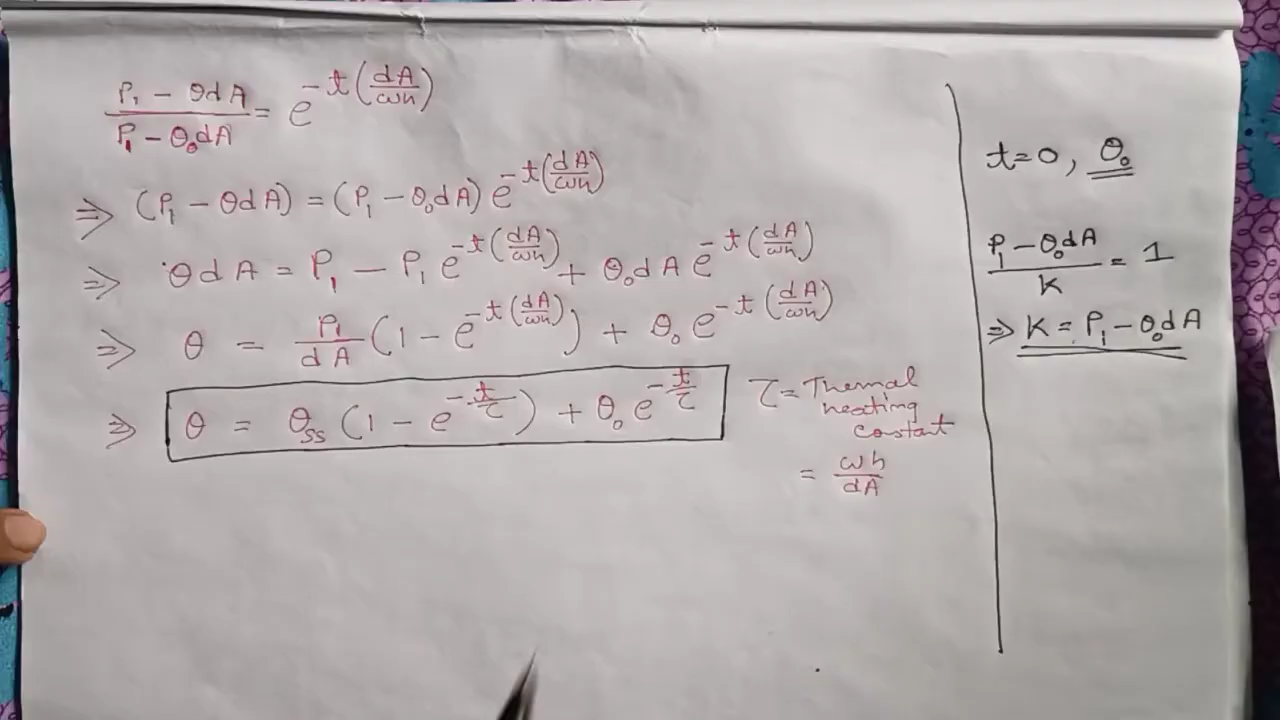 (P₁ - θdA)/(P₁ - θ₀dA) = e^(-t(dA/ωh))
⇒ (P₁ - θdA) = (P₁ - θ₀dA) e^(-t(dA/ωh))
⇒ θdA = P₁ - P₁ e^(-t(dA/ωh)) + θ₀dA e^(-t(dA/ωh))
⇒ θ = P₁/dA (1 - e^(-t(dA/ωh))) + θ₀ e^(-t(dA/ωh))
⇒ θ = θss (1 - e^(-t/τ)) + θ₀ e^(-t/τ)
τ = Thermal
heating
constant
= ωh/dA
t=0, θ₀
(P₁ - θ₀dA)/K = 1
⇒ K = P₁ - θ₀dA